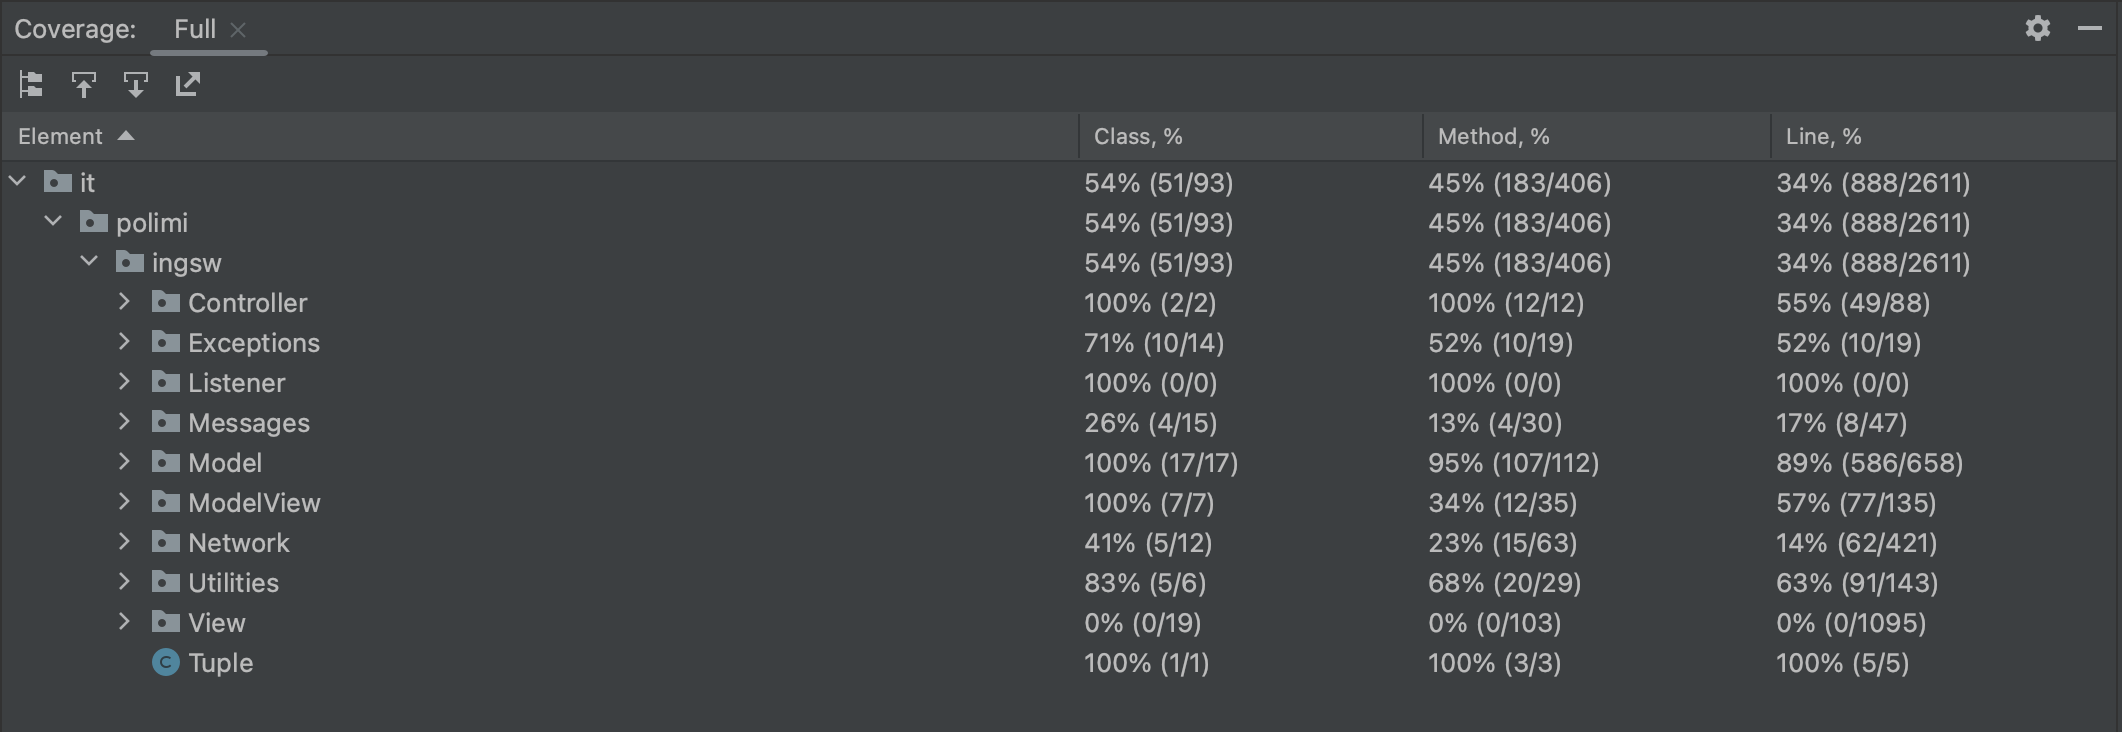 Coverage: Full
Element Class, % Method, % Line, %
it 54% (51/93) 45% (183/406) 34% (888/2611)
polimi 54% (51/93) 45% (183/406) 34% (888/2611)
ingsw 54% (51/93) 45% (183/406) 34% (888/2611)
Controller 100% (2/2) 100% (12/12) 55% (49/88)
Exceptions 71% (10/14) 52% (10/19) 52% (10/19)
Listener 100% (0/0) 100% (0/0) 100% (0/0)
Messages 26% (4/15) 13% (4/30) 17% (8/47)
Model 100% (17/17) 95% (107/112) 89% (586/658)
ModelView 100% (7/7) 34% (12/35) 57% (77/135)
Network 41% (5/12) 23% (15/63) 14% (62/421)
Utilities 83% (5/6) 68% (20/29) 63% (91/143)
View 0% (0/19) 0% (0/103) 0% (0/1095)
C Tuple 100% (1/1) 100% (3/3) 100% (5/5)